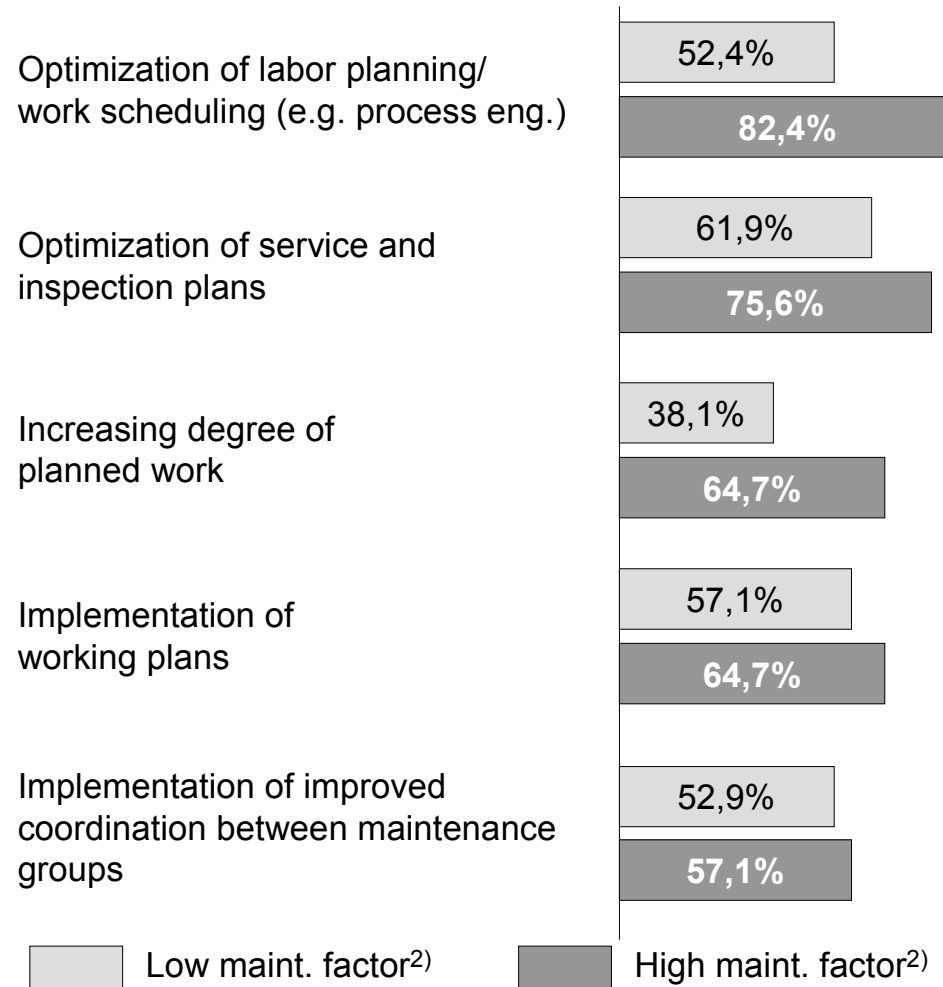 Optimization of labor planning/
work scheduling (e.g. process eng.)
52,4%
82,4%
Optimization of service and
inspection plans
61,9%
75,6%
Increasing degree of
planned work
38,1%
64,7%
Implementation of
working plans
57,1%
64,7%
Implementation of improved
coordination between maintenance
groups
52,9%
57,1%
Low maint. factor2)
High maint. factor2)